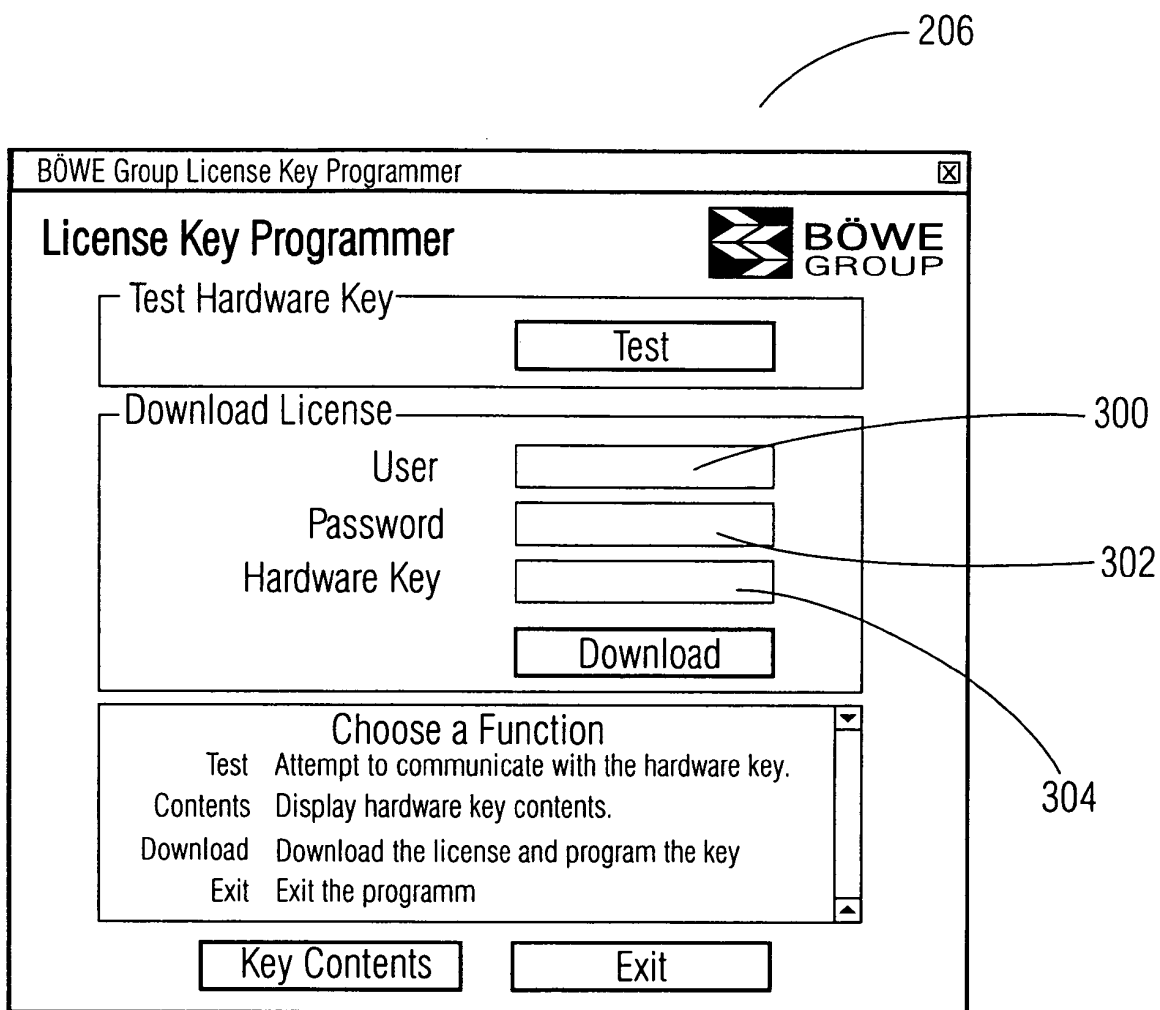 206
BÖWE Group License Key Programmer
License Key Programmer
BÖWE
GROUP
Test Hardware Key
Test
Download License
300
User
Password
302
Hardware Key
Download
Choose a Function
Test Attempt to communicate with the hardware key.
304
Contents Display hardware key contents.
Download Download the license and program the key
Exit Exit the programm
Key Contents Exit